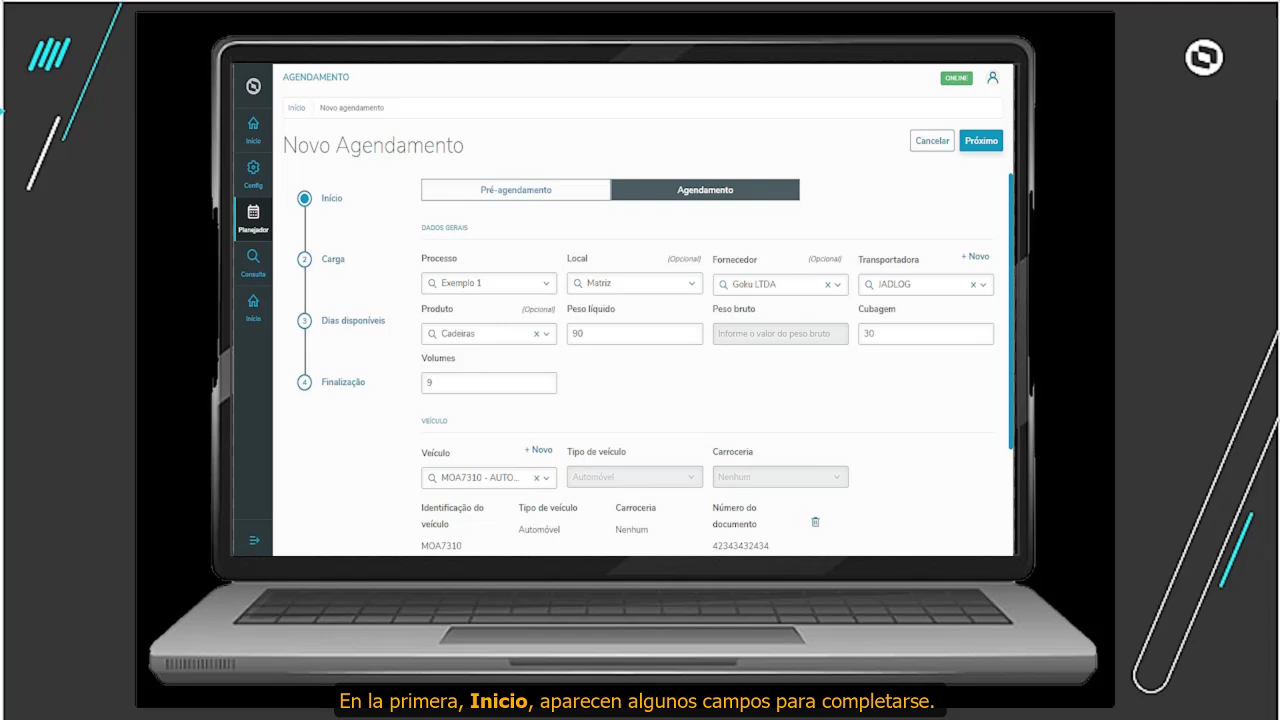 AGENDAMENTO
ONLINE
Início Novo agendamento
Novo Agendamento
Cancelar Próximo
Início
Config
Planejador
Consulta
Início
Início
2 Carga
3 Dias disponíveis
4 Finalização
Pré-agendamento Agendamento
DADOS GERAIS
Processo Local (Opcional) Fornecedor (Opcional) Transportadora + Novo
Exemplo 1 Matriz Goku LTDA JADLOG
Produto (Opcional) Peso líquido Peso bruto Cubagem
Cadeiras 90 Informe o valor do peso bruto 30
Volumes
9
VEÍCULO
Veículo + Novo Tipo de veículo Carroceria
MOA7310 - AUTO... Automóvel Nenhum
Identificação do veículo Tipo de veículo Carroceria Número do documento
MOA7310 Automóvel Nenhum 42343432434
En la primera, Inicio, aparecen algunos campos para completarse.